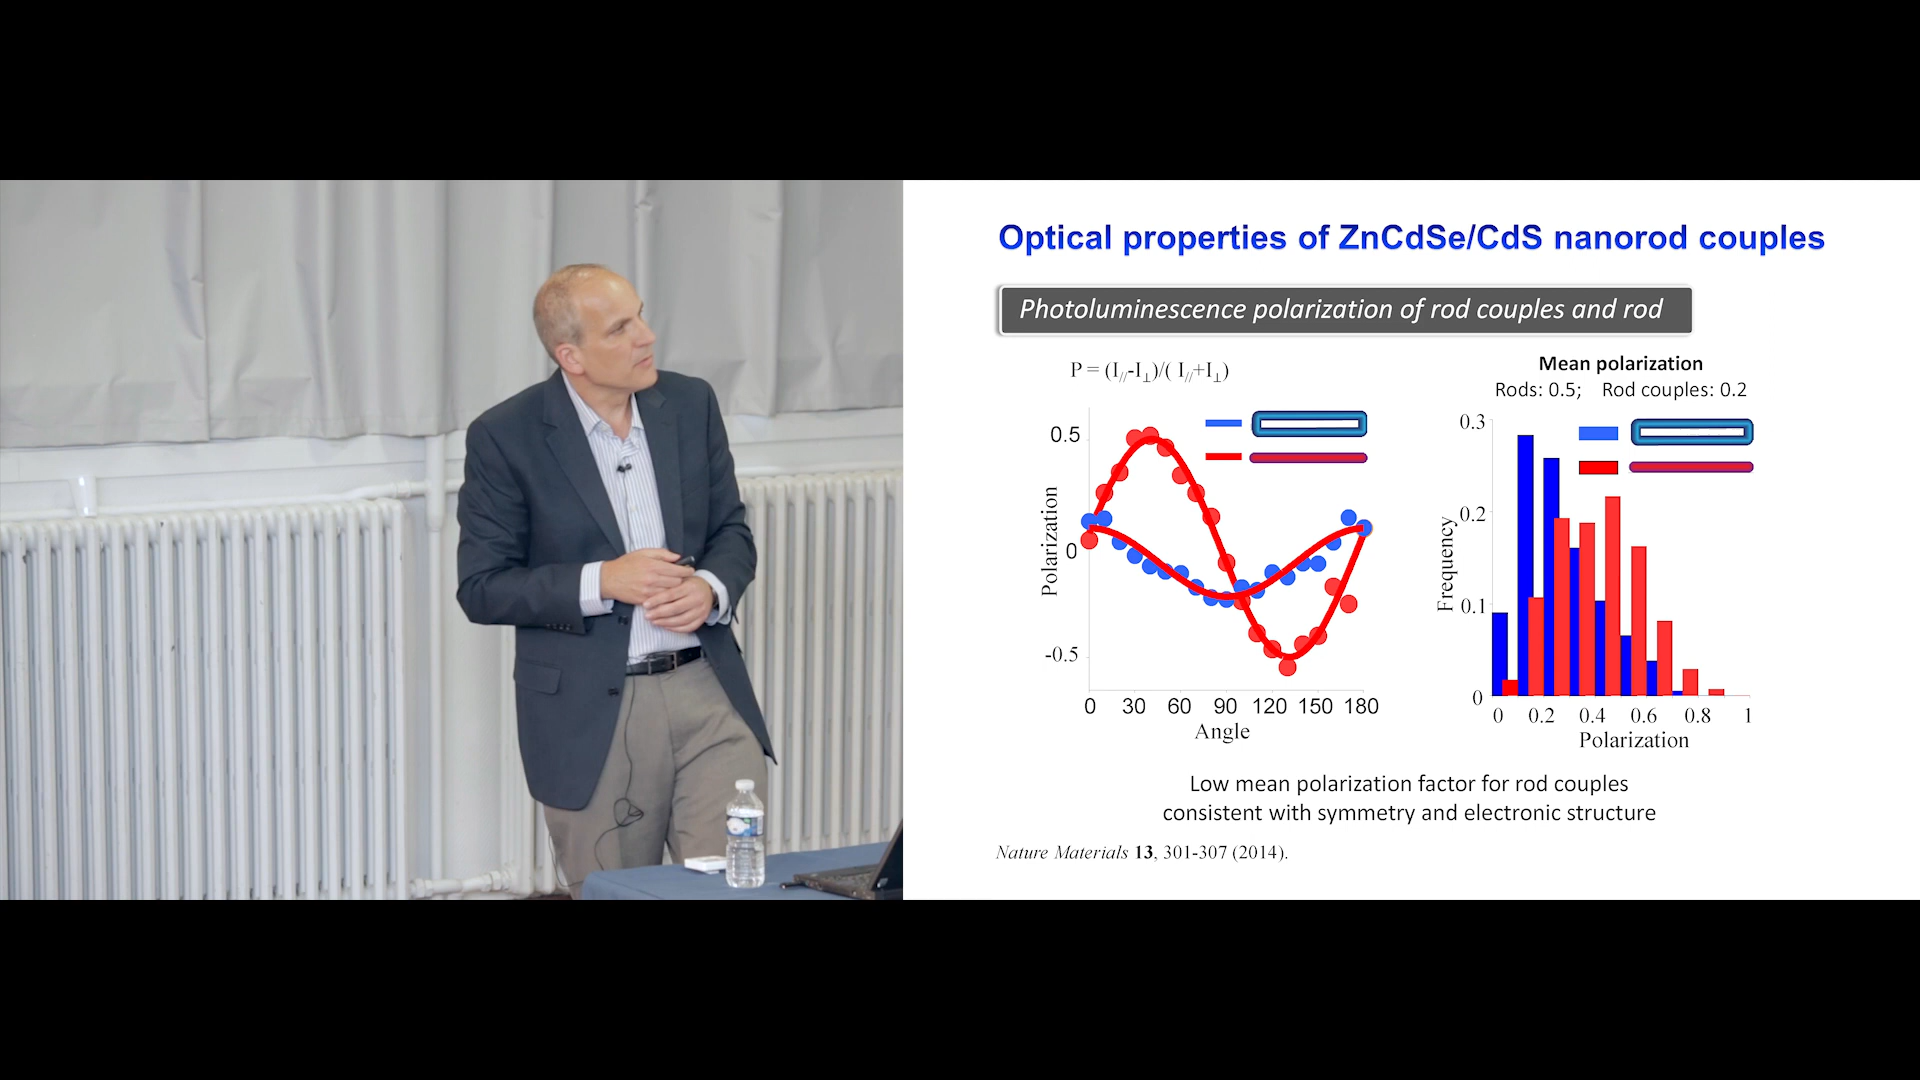 Optical properties of ZnCdSe/CdS nanorod couples
Photoluminescence polarization of rod couples and rod
P = (I//-I⊥)/( I//+I⊥)
0.5
0
-0.5
Polarization
0 30 60 90 120 150 180
Angle
Mean polarization
Rods: 0.5; Rod couples: 0.2
0.3
0.2
0.1
0
Frequency
0 0.2 0.4 0.6 0.8 1
Polarization
Low mean polarization factor for rod couples
consistent with symmetry and electronic structure
Nature Materials 13, 301-307 (2014).